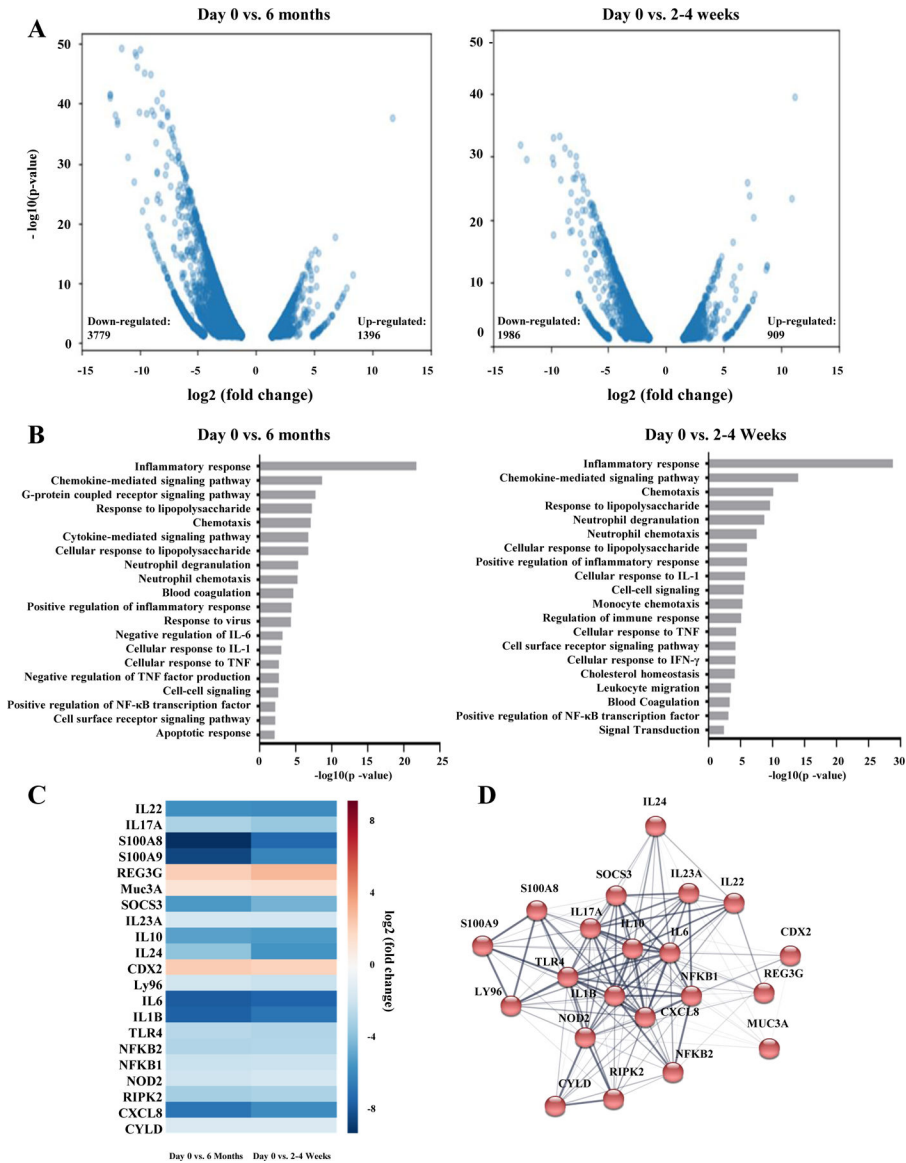 A
Day 0 vs. 6 months
Day 0 vs. 2-4 weeks
50
40
30
20
10
0
- log10(p-value)
Down-regulated:
3779
Up-regulated:
1396
-15
-10
-5
0
5
10
15
log2 (fold change)
50
40
30
20
10
0
Down-regulated:
1986
Up-regulated:
909
-15
-10
-5
0
5
10
15
log2 (fold change)
B
Day 0 vs. 6 months
Inflammatory response
Chemokine-mediated signaling pathway
G-protein coupled receptor signaling pathway
Response to lipopolysaccharide
Chemotaxis
Cytokine-mediated signaling pathway
Cellular response to lipopolysaccharide
Neutrophil degranulation
Neutrophil chemotaxis
Blood coagulation
Positive regulation of inflammatory response
Response to virus
Negative regulation of IL-6
Cellular response to IL-1
Cellular response to TNF
Negative regulation of TNF factor production
Cell-cell signaling
Positive regulation of NF-κB transcription factor
Cell surface receptor signaling pathway
Apoptotic response
0
5
10
15
20
25
-log10(p -value)
Day 0 vs. 2-4 Weeks
Inflammatory response
Chemokine-mediated signaling pathway
Chemotaxis
Response to lipopolysaccharide
Neutrophil degranulation
Neutrophil chemotaxis
Cellular response to lipopolysaccharide
Positive regulation of inflammatory response
Cellular response to IL-1
Cell-cell signaling
Monocyte chemotaxis
Regulation of immune response
Cellular response to TNF
Cell surface receptor signaling pathway
Cellular response to IFN-γ
Cholesterol homeostasis
Leukocyte migration
Blood Coagulation
Positive regulation of NF-κB transcription factor
Signal Transduction
0
5
10
15
20
25
30
-log10(p -value)
C
IL22
IL17A
S100A8
S100A9
REG3G
Muc3A
SOCS3
IL23A
IL10
IL24
CDX2
Ly96
IL6
IL1B
TLR4
NFKB2
NFKB1
NOD2
RIPK2
CXCL8
CYLD
Day 0 vs. 6 Months
Day 0 vs. 2-4 Weeks
8
4
0
-4
-8
log2 (fold change)
D
IL24
SOCS3
IL23A
IL22
S100A8
IL17A
IL10
IL6
S100A9
CDX2
TLR4
NFKB1
REG3G
LY96
IL1B
CXCL8
NOD2
MUC3A
NFKB2
RIPK2
CYLD